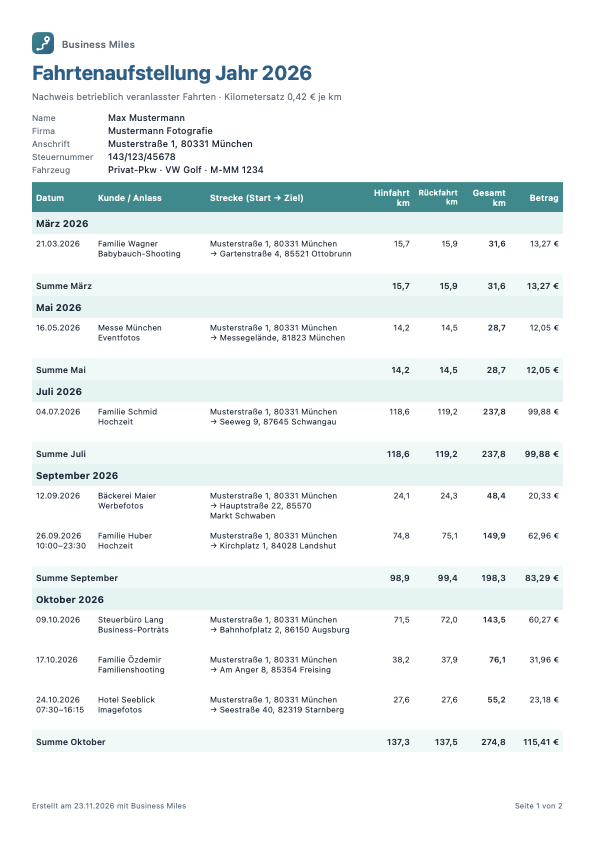 Business Miles
Fahrtenaufstellung Jahr 2026
Nachweis betrieblich veranlasster Fahrten · Kilometersatz 0,42 € je km
Name Max Mustermann
Firma Mustermann Fotografie
Anschrift Musterstraße 1, 80331 München
Steuernummer 143/123/45678
Fahrzeug Privat-Pkw · VW Golf · M-MM 1234
Datum Kunde / Anlass Strecke (Start → Ziel) Hinfahrt km Rückfahrt km Gesamt km Betrag
März 2026
21.03.2026 Familie Wagner Musterstraße 1, 80331 München 15,7 15,9 31,6 13,27 €
Babybauch-Shooting → Gartenstraße 4, 85521 Ottobrunn
Summe März 15,7 15,9 31,6 13,27 €
Mai 2026
16.05.2026 Messe München Musterstraße 1, 80331 München 14,2 14,5 28,7 12,05 €
Eventfotos → Messegelände, 81823 München
Summe Mai 14,2 14,5 28,7 12,05 €
Juli 2026
04.07.2026 Familie Schmid Musterstraße 1, 80331 München 118,6 119,2 237,8 99,88 €
Hochzeit → Seeweg 9, 87645 Schwangau
Summe Juli 118,6 119,2 237,8 99,88 €
September 2026
12.09.2026 Bäckerei Maier Musterstraße 1, 80331 München 24,1 24,3 48,4 20,33 €
Werbefotos → Hauptstraße 22, 85570
Markt Schwaben
26.09.2026 Familie Huber Musterstraße 1, 80331 München 74,8 75,1 149,9 62,96 €
10:00–23:30 Hochzeit → Kirchplatz 1, 84028 Landshut
Summe September 98,9 99,4 198,3 83,29 €
Oktober 2026
09.10.2026 Steuerbüro Lang Musterstraße 1, 80331 München 71,5 72,0 143,5 60,27 €
Business-Porträts → Bahnhofplatz 2, 86150 Augsburg
17.10.2026 Familie Özdemir Musterstraße 1, 80331 München 38,2 37,9 76,1 31,96 €
Familienshooting → Am Anger 8, 85354 Freising
24.10.2026 Hotel Seeblick Musterstraße 1, 80331 München 27,6 27,6 55,2 23,18 €
07:30–16:15 Imagefotos → Seestraße 40, 82319 Starnberg
Summe Oktober 137,3 137,5 274,8 115,41 €
Erstellt am 23.11.2026 mit Business Miles Seite 1 von 2